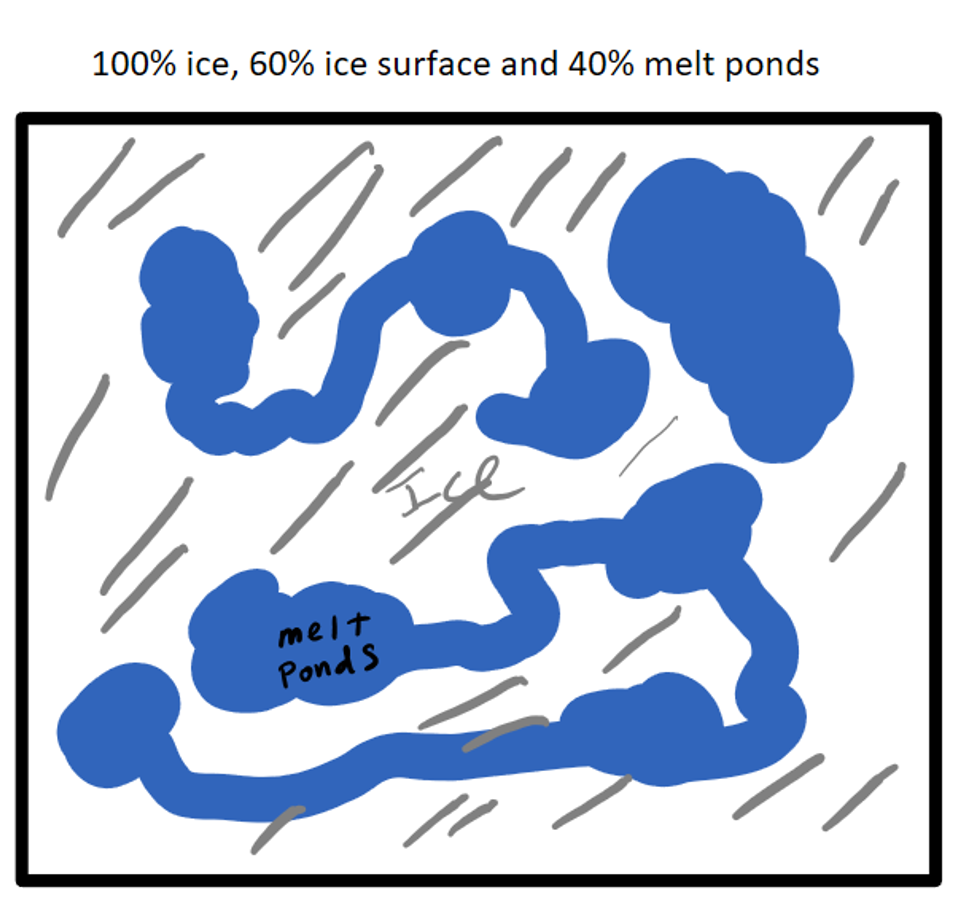 100% ice, 60% ice surface and 40% melt ponds
Ice
melt
ponds